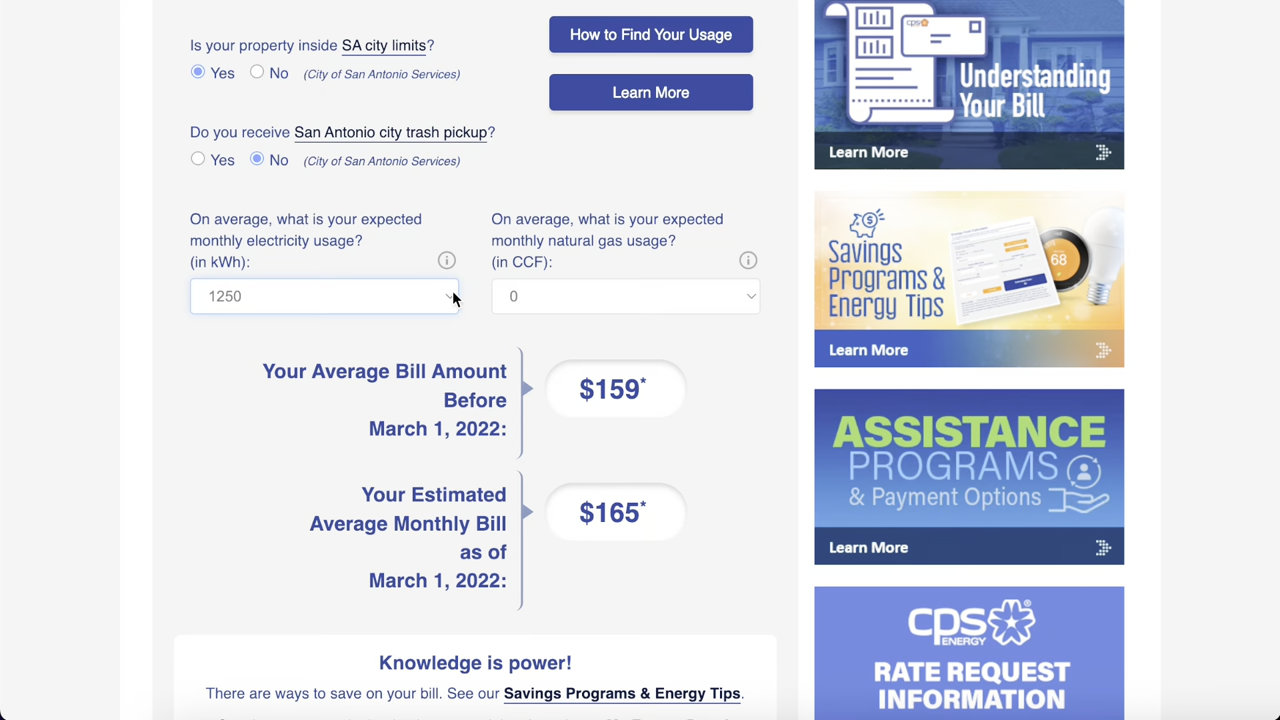 Is your property inside SA city limits?
Yes No (City of San Antonio Services)
Do you receive San Antonio city trash pickup?
Yes No (City of San Antonio Services)
How to Find Your Usage
Learn More
On average, what is your expected
monthly electricity usage?
(in kWh):
1250
On average, what is your expected
monthly natural gas usage?
(in CCF):
0
Your Average Bill Amount
Before
March 1, 2022:
$159*
Your Estimated
Average Monthly Bill
as of
March 1, 2022:
$165*
Knowledge is power!
There are ways to save on your bill. See our Savings Programs & Energy Tips.
cps
Understanding
Your Bill
Learn More
Savings
Programs &
Energy Tips
68
Learn More
ASSISTANCE
PROGRAMS
& Payment Options
Learn More
cps
ENERGY
RATE REQUEST
INFORMATION